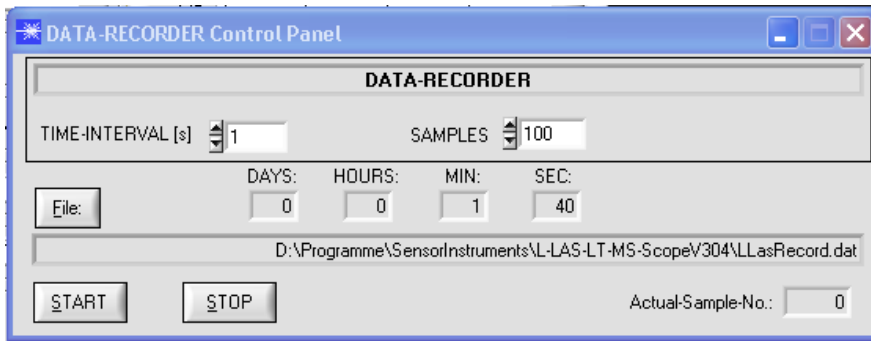 DATA-RECORDER Control Panel
DATA-RECORDER
TIME-INTERVAL [s] 1 SAMPLES 100
DAYS: HOURS: MIN: SEC:
File: 0 0 1 40
D:\Programme\SensorInstruments\L-LAS-LT-MS-ScopeV304\LLasRecord.dat
START STOP Actual-Sample-No.: 0